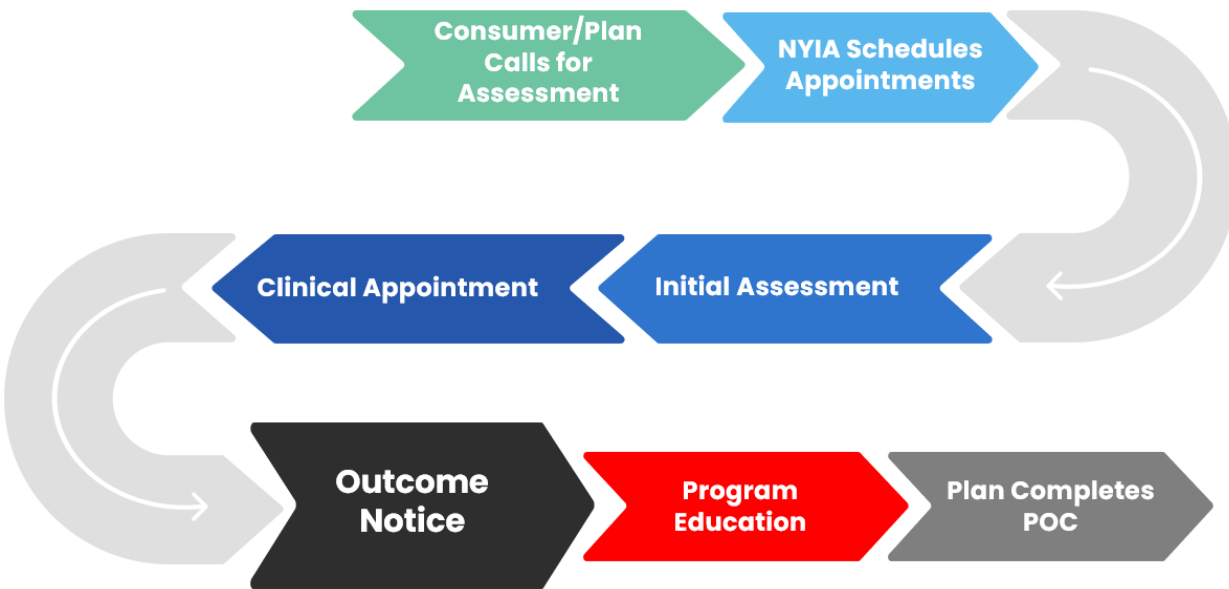 Consumer/Plan
Calls for
Assessment
NYIA Schedules
Appointments
Initial Assessment
Clinical Appointment
Outcome
Notice
Program
Education
Plan Completes
POC